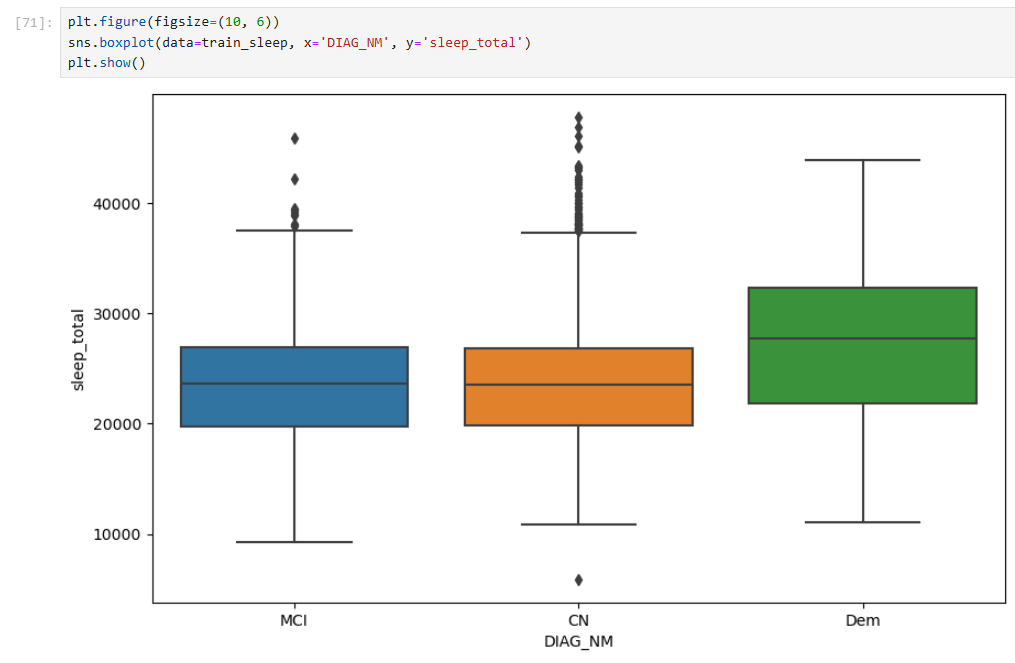 [71]: plt.figure(figsize=(10, 6))
sns.boxplot(data=train_sleep, x='DIAG_NM', y='sleep_total')
plt.show()
40000
30000
20000
10000
sleep_total
MCI CN Dem
DIAG_NM